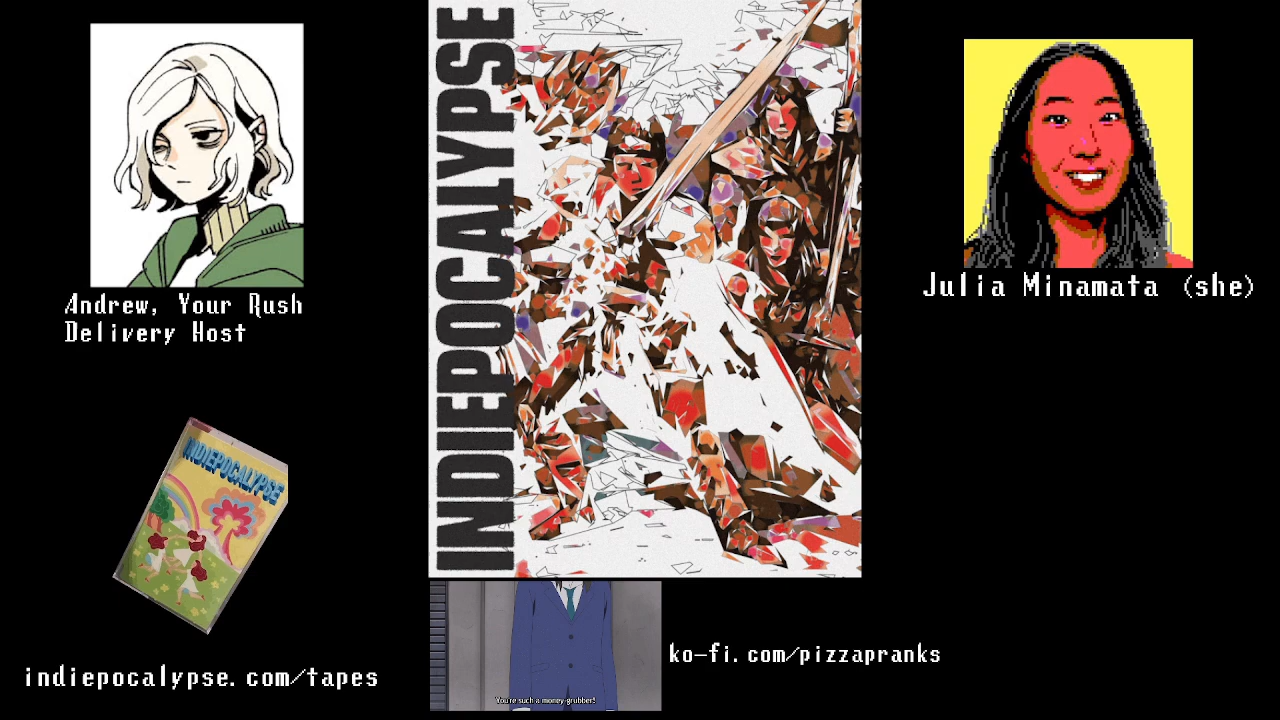 INDIEPOCALYPSE
Andrew, Your Rush
Delivery Host
Julia Minamata (she)
INDIEPOCALYPSE
indiepocalypse.com/tapes
ko-fi.com/pizzapranks
You're such a money-grubber!